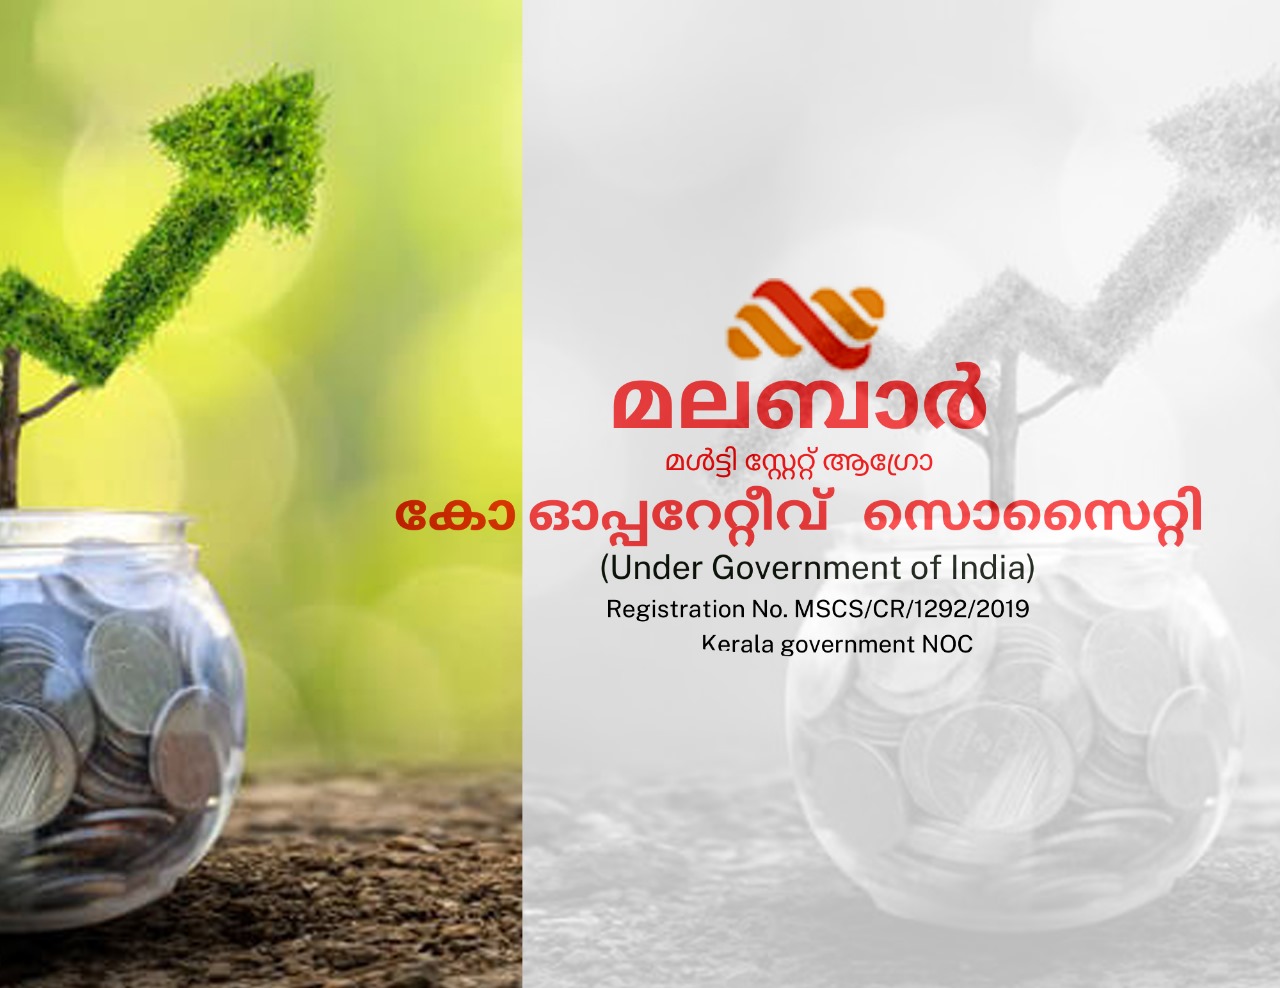 മലബാർ
മൾട്ടി സ്റ്റേറ്റ് ആഗ്രോ
കോ ഓപ്പറേറ്റീവ് സൊസൈറ്റി
(Under Government of India)
Registration No. MSCS/CR/1292/2019
Kerala government NOC